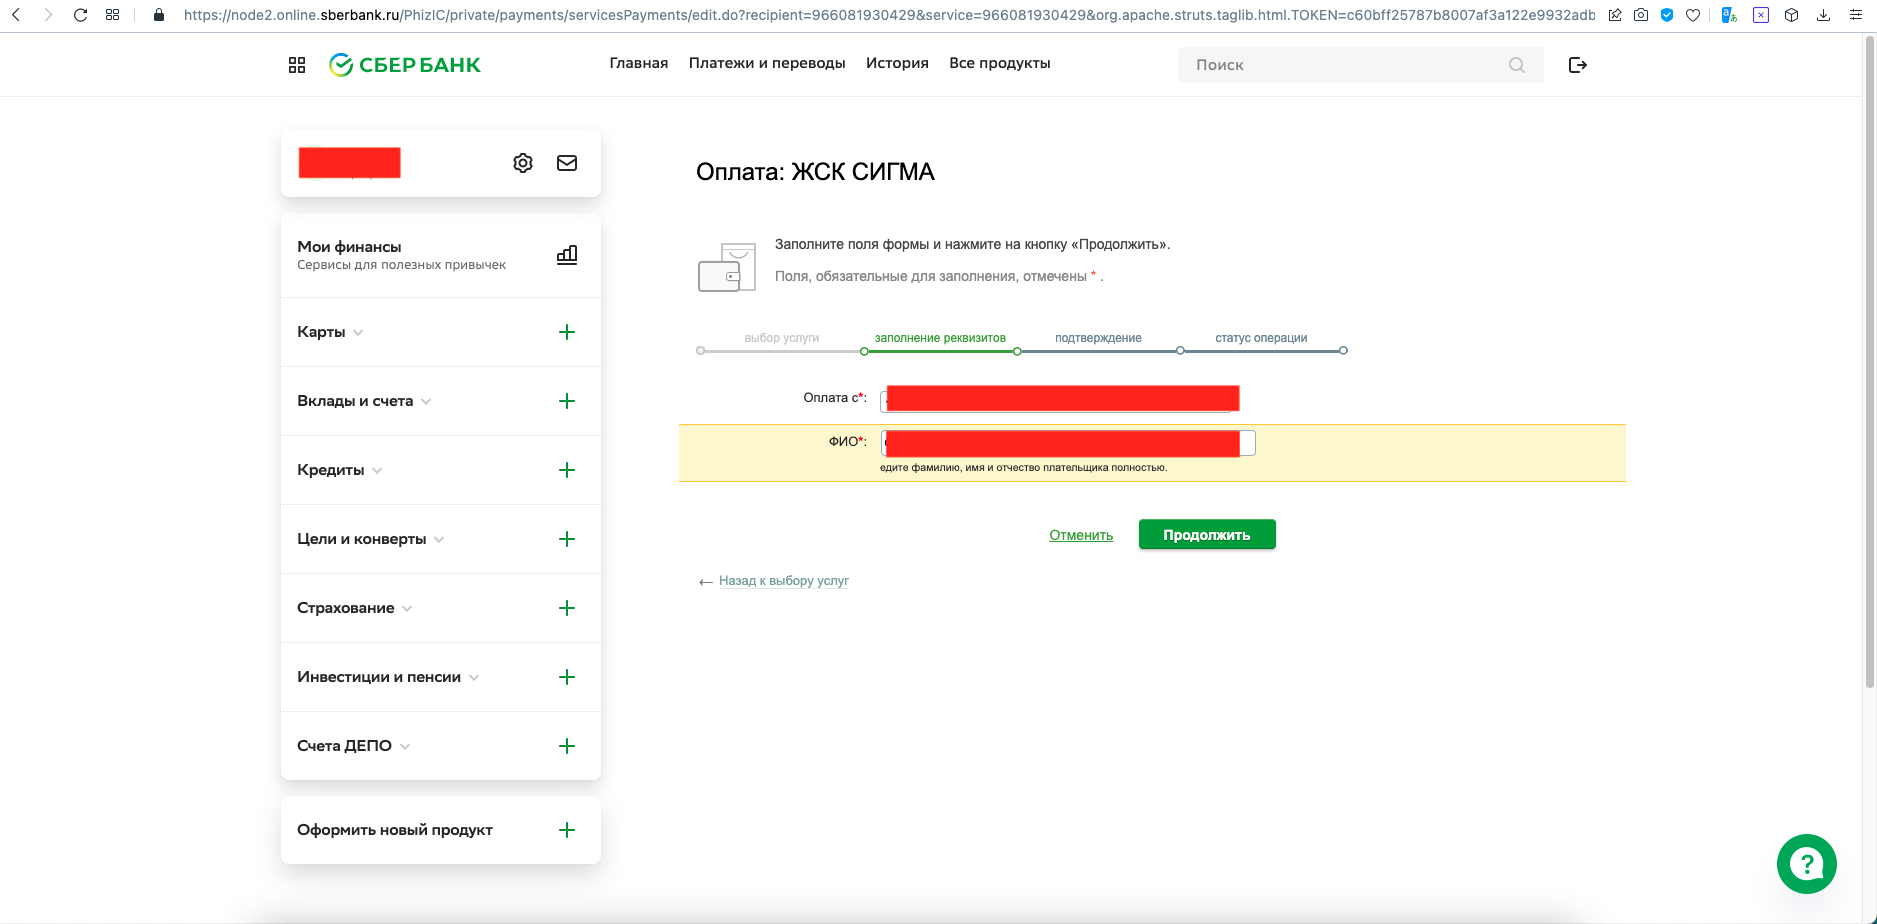 https://node2.online.sberbank.ru/PhizIC/private/payments/servicesPayments/edit.do?recipient=966081930429&service=966081930429&org.apache.struts.taglib.html.TOKEN=c60bff25787b8007af3a122e9932adb
СБЕР БАНК
Главная Платежи и переводы История Все продукты
Поиск
Оплата: ЖСК СИГМА
Мои финансы
Сервисы для полезных привычек
Карты
Вклады и счета
Кредиты
Цели и конверты
Страхование
Инвестиции и пенсии
Счета ДЕПО
Оформить новый продукт
Заполните поля формы и нажмите на кнопку «Продолжить».
Поля, обязательные для заполнения, отмечены * .
выбор услуги заполнение реквизитов подтверждение статус операции
Оплата с*:
ФИО*:
едите фамилию, имя и отчество плательщика полностью.
Отменить Продолжить
← Назад к выбору услуг
?